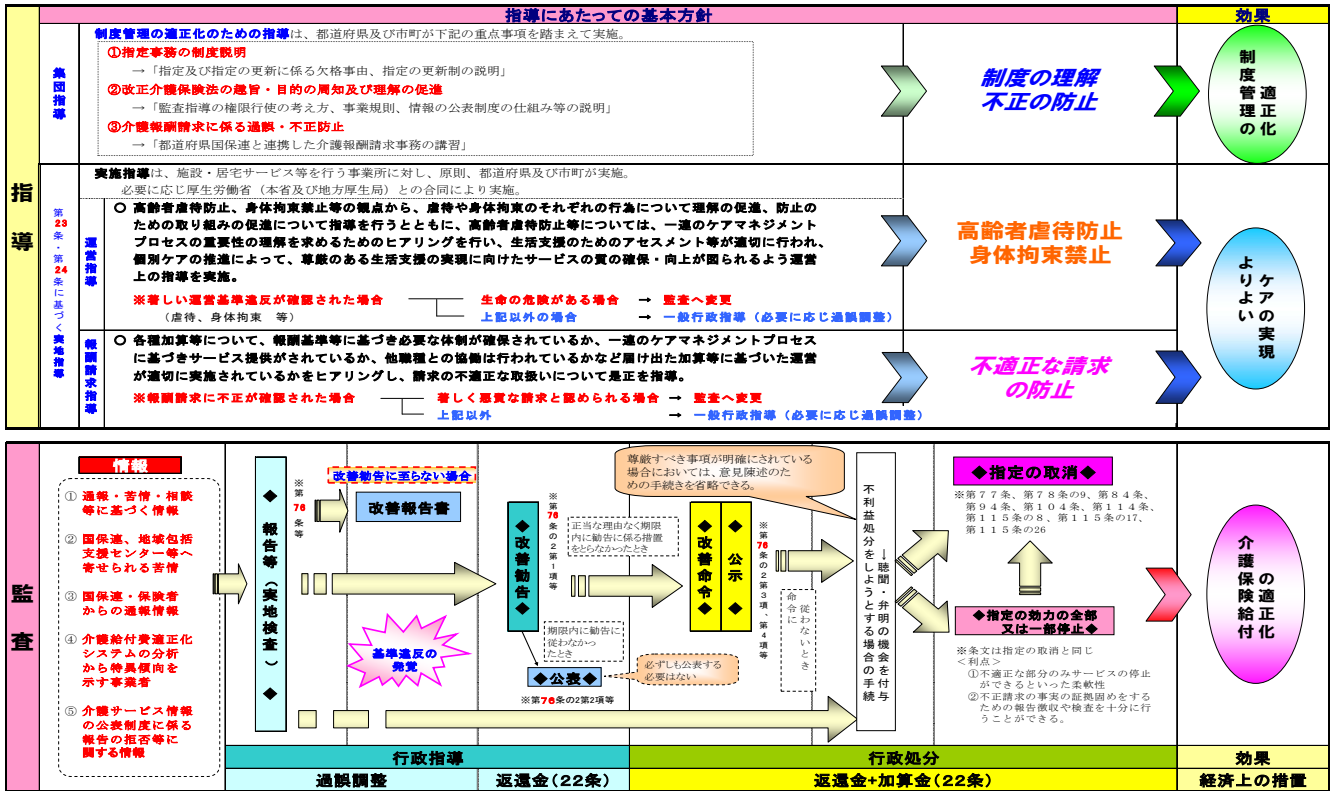 指導にあたっての基本方針
効果
指導
集団指導
制度管理の適正化のための指導は、都道府県及び市町が下記の重点事項を踏まえて実施。
①指定事務の制度説明
→「指定及び指定の更新に係る欠格事由、指定の更新制の説明」
②改正介護保険法の趣旨・目的の周知及び理解の促進
→「監査指導の権限行使の考え方、事業規則、情報の公表制度の仕組み等の説明」
③介護報酬請求に係る過誤・不正防止
→「都道府県国保連と連携した介護報酬請求事務の講習」
制度の理解
不正の防止
制度管理の
適正化
第23条・第24条に基づく実地指導
実施指導は、施設・居宅サービス等を行う事業所に対し、原則、都道府県及び市町が実施。
必要に応じ厚生労働省（本省及び地方厚生局）との合同により実施。
運営指導
〇 高齢者虐待防止、身体拘束禁止等の観点から、虐待や身体拘束のそれぞれの行為について理解の促進、防止の
ための取り組みの促進について指導を行うとともに、高齢者虐待防止等については、一連のケアマネジメント
プロセスの重要性の理解を求めるためのヒアリングを行い、生活支援のためのアセスメント等が適切に行われ、
個別ケアの推進によって、尊厳のある生活支援の実現に向けたサービスの質の確保・向上が図られるよう運営
上の指導を実施。
※著しい運営基準違反が確認された場合
生命の危険がある場合 → 監査へ変更
（虐待、身体拘束 等）
上記以外の場合 → 一般行政指導（必要に応じ過誤調整）
高齢者虐待防止
身体拘束禁止
よりよい
ケアの実現
報酬請求指導
〇 各種加算等について、報酬基準等に基づき必要な体制が確保されているか、一連のケアマネジメントプロセス
に基づきサービス提供がされているか、他職種との協働は行われているかなど届け出た加算等に基づいた運営
が適切に実施されているかをヒアリングし、請求の不適正な取扱いについて是正を指導。
※報酬請求に不正が確認された場合
著しく悪質な請求と認められる場合 → 監査へ変更
上記以外 → 一般行政指導（必要に応じ過誤調整）
不適正な請求
の防止
監査
情報
① 通報・苦情・相談
等に基づく情報
② 国保連、地域包括
支援センター等へ
寄せられる苦情
③ 国保連・保険者
からの通報情報
④ 介護給付費適正化
システムの分析
から特異傾向を
示す事業者
⑤ 介護サービス情報
の公表制度に係る
報告の拒否等に
関する情報
◆報告等（実地検査）◆
※第76条等
改善勧告に至らない場合
改善報告書
基準違反の
発覚
◆改善勧告◆
※第76条の2第1項等
正当な理由なく期限
内に勧告に係る措置
をとらなかったとき
期限内に勧告に
従わなかっ
たとき
◆公表◆
※第76条の2第2項等
必ずしも公表する
必要はない
尊厳すべき事項が明確にされている
場合においては、意見陳述のた
めの手続きを省略できる。
◆改善命令◆
◆公示◆
※第76条の2第3項、第4項等
命令に
従わないとき
不利益処分をしようとする場合の手続
→聴聞・弁明の機会を付与
◆指定の取消◆
※第77条、第78条の9、第84条、
第94条、第104条、第114条、
第115条の8、第115条の17、
第115条の26
◆指定の効力の全部
又は一部停止◆
※条文は指定の取消と同じ
＜利点＞
①不適正な部分のみサービスの停止
ができるといった柔軟性
②不正請求の事実の証拠固めをする
ための報告徴収や検査を十分に行
うことができる。
介護保険給付
の適正化
行政指導
行政処分
効果
過誤調整
返還金（22条）
返還金+加算金（22条）
経済上の措置